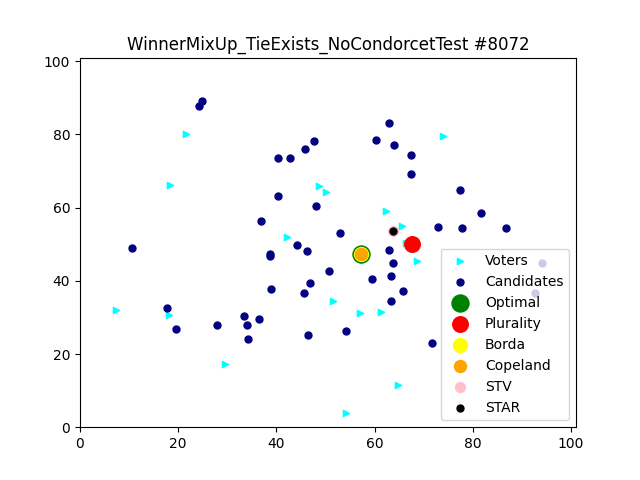 WinnerMixUp_TieExists_NoCondorcetTest #8072
100
80
60
40
20
0
0 20 40 60 80 100
Voters
Candidates
Optimal
Plurality
Borda
Copeland
STV
STAR